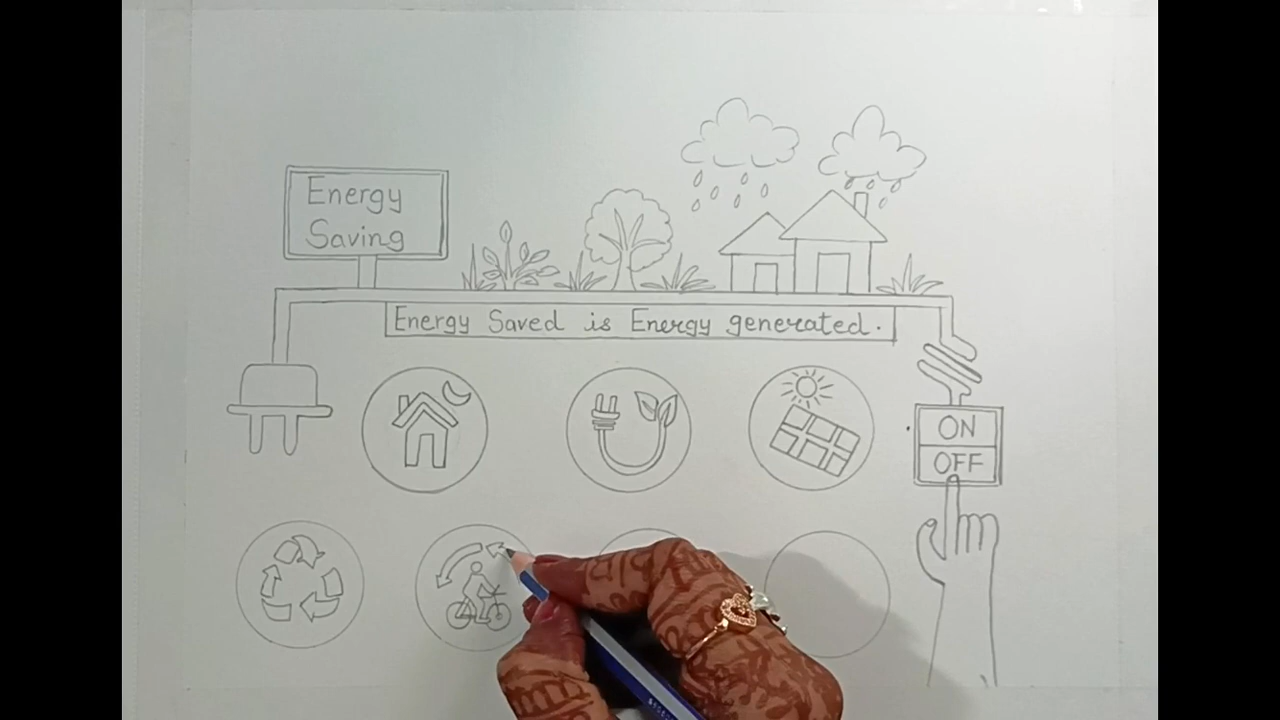 Energy
Saving
Energy Saved is Energy generated.
ON
OFF